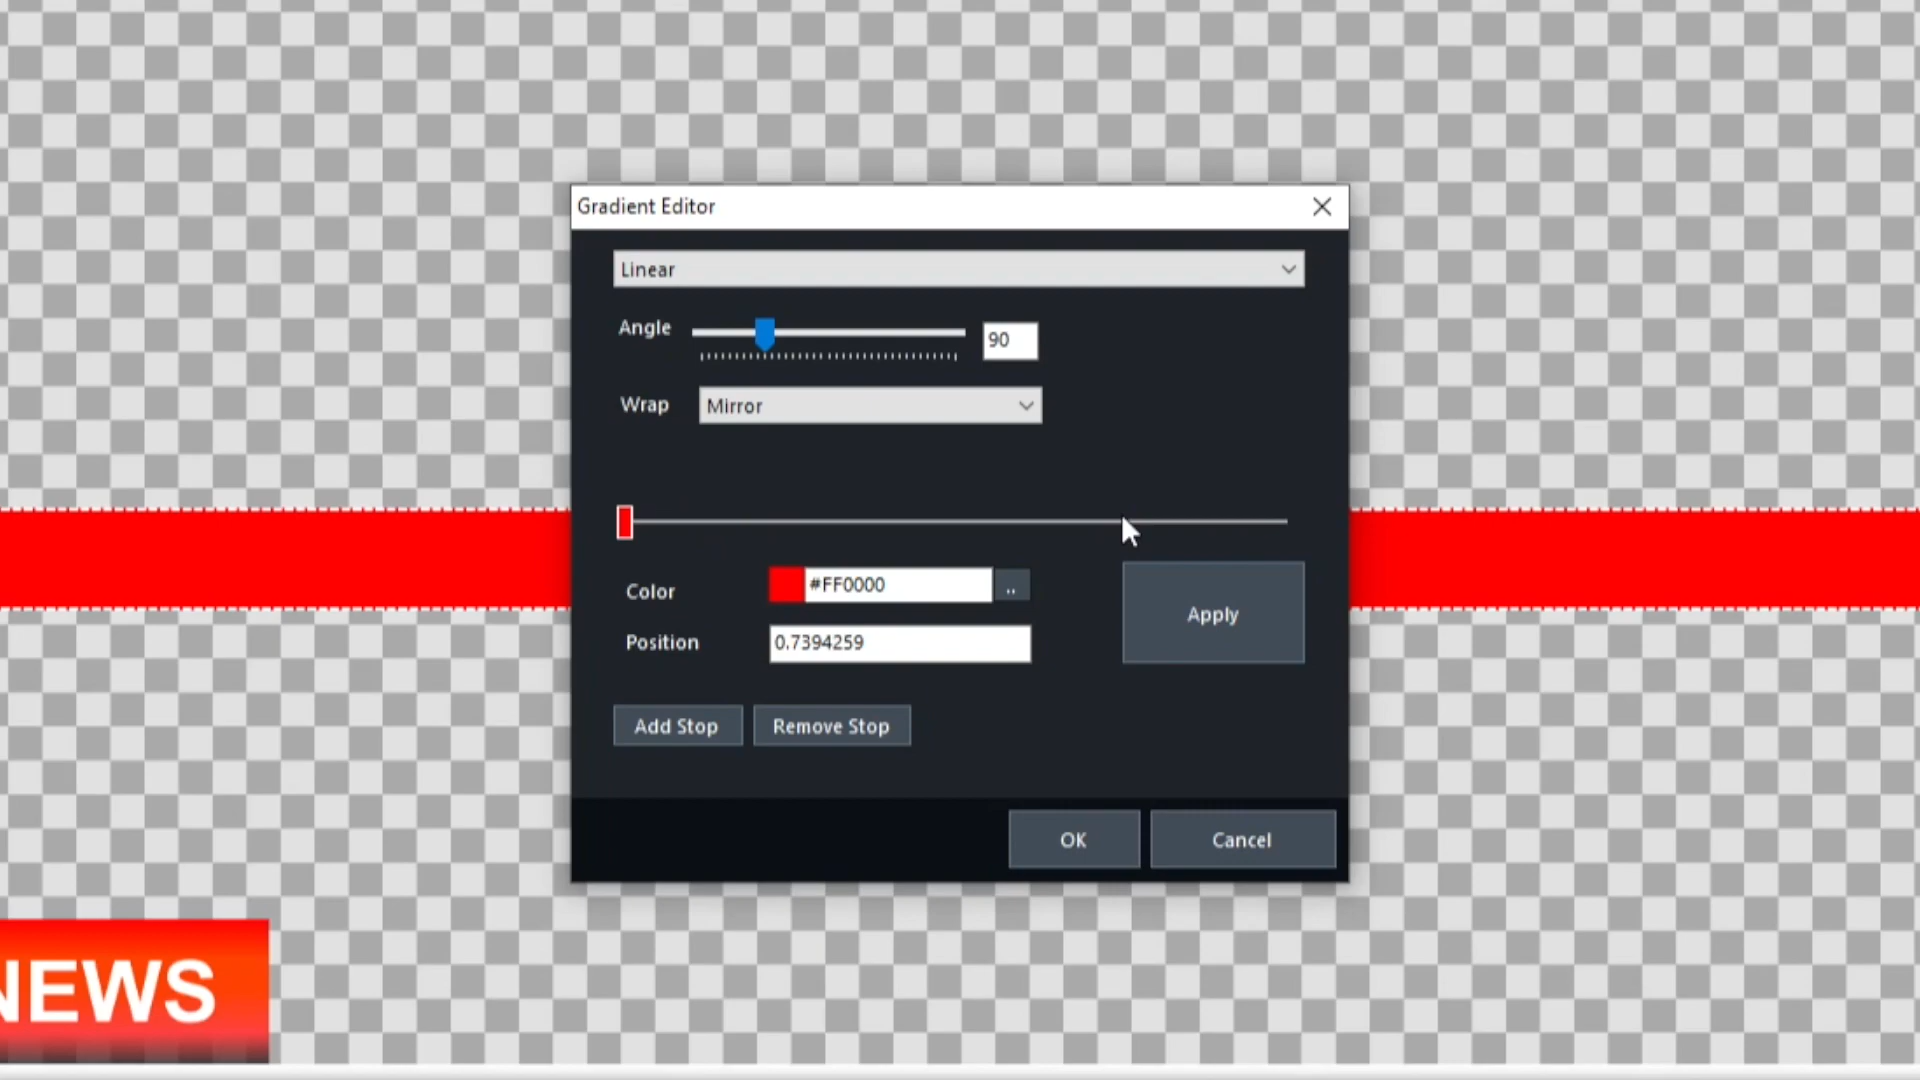 Gradient Editor
Linear
Angle
90
Wrap
Mirror
Color
#FF0000
..
Apply
Position
0.7394259
Add Stop
Remove Stop
OK
Cancel
NEWS